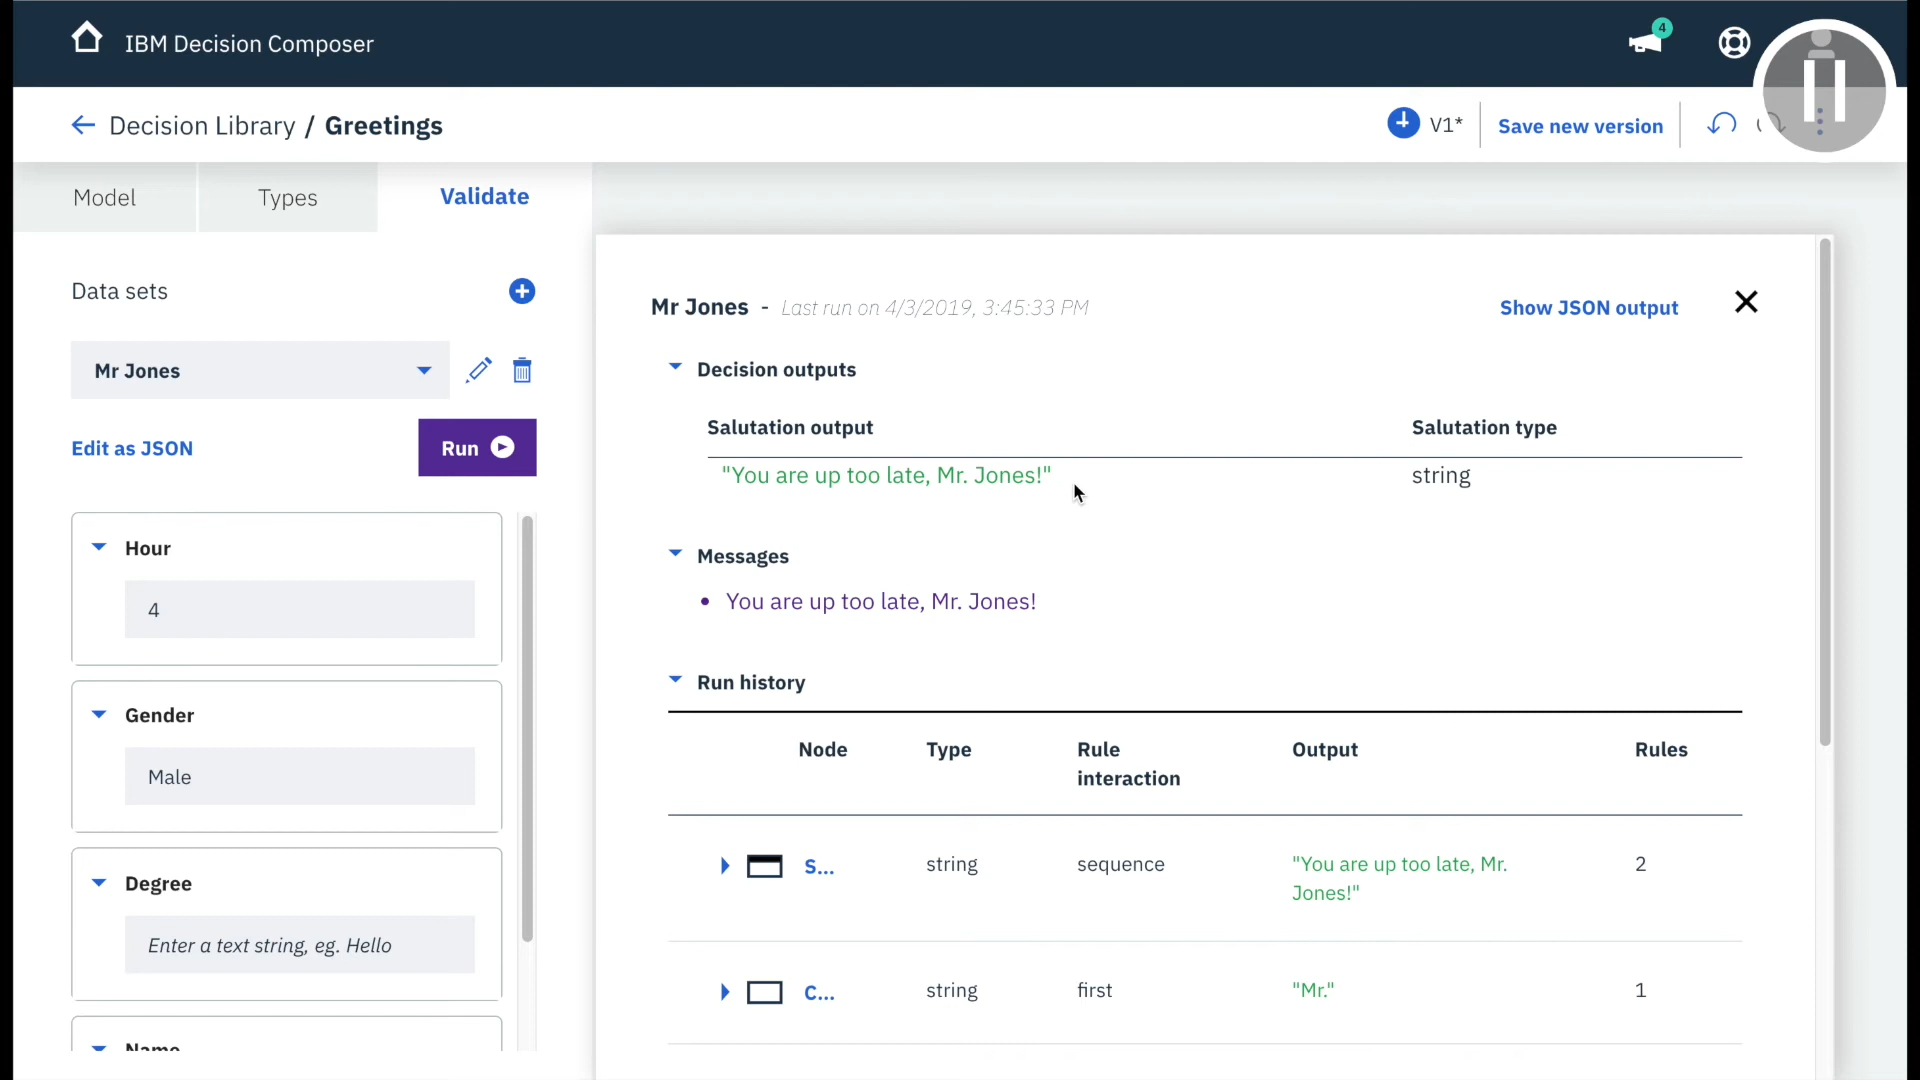 IBM Decision Composer
4
Decision Library / Greetings
V1*
Save new version
Model
Types
Validate
Data sets
Mr Jones
Edit as JSON
Run
Hour
4
Gender
Male
Degree
Enter a text string, eg. Hello
Name
Mr Jones - Last run on 4/3/2019, 3:45:33 PM
Show JSON output
Decision outputs
Salutation output
Salutation type
"You are up too late, Mr. Jones!"
string
Messages
• You are up too late, Mr. Jones!
Run history
Node
Type
Rule
interaction
Output
Rules
S...
string
sequence
"You are up too late, Mr.
Jones!"
2
C...
string
first
"Mr."
1